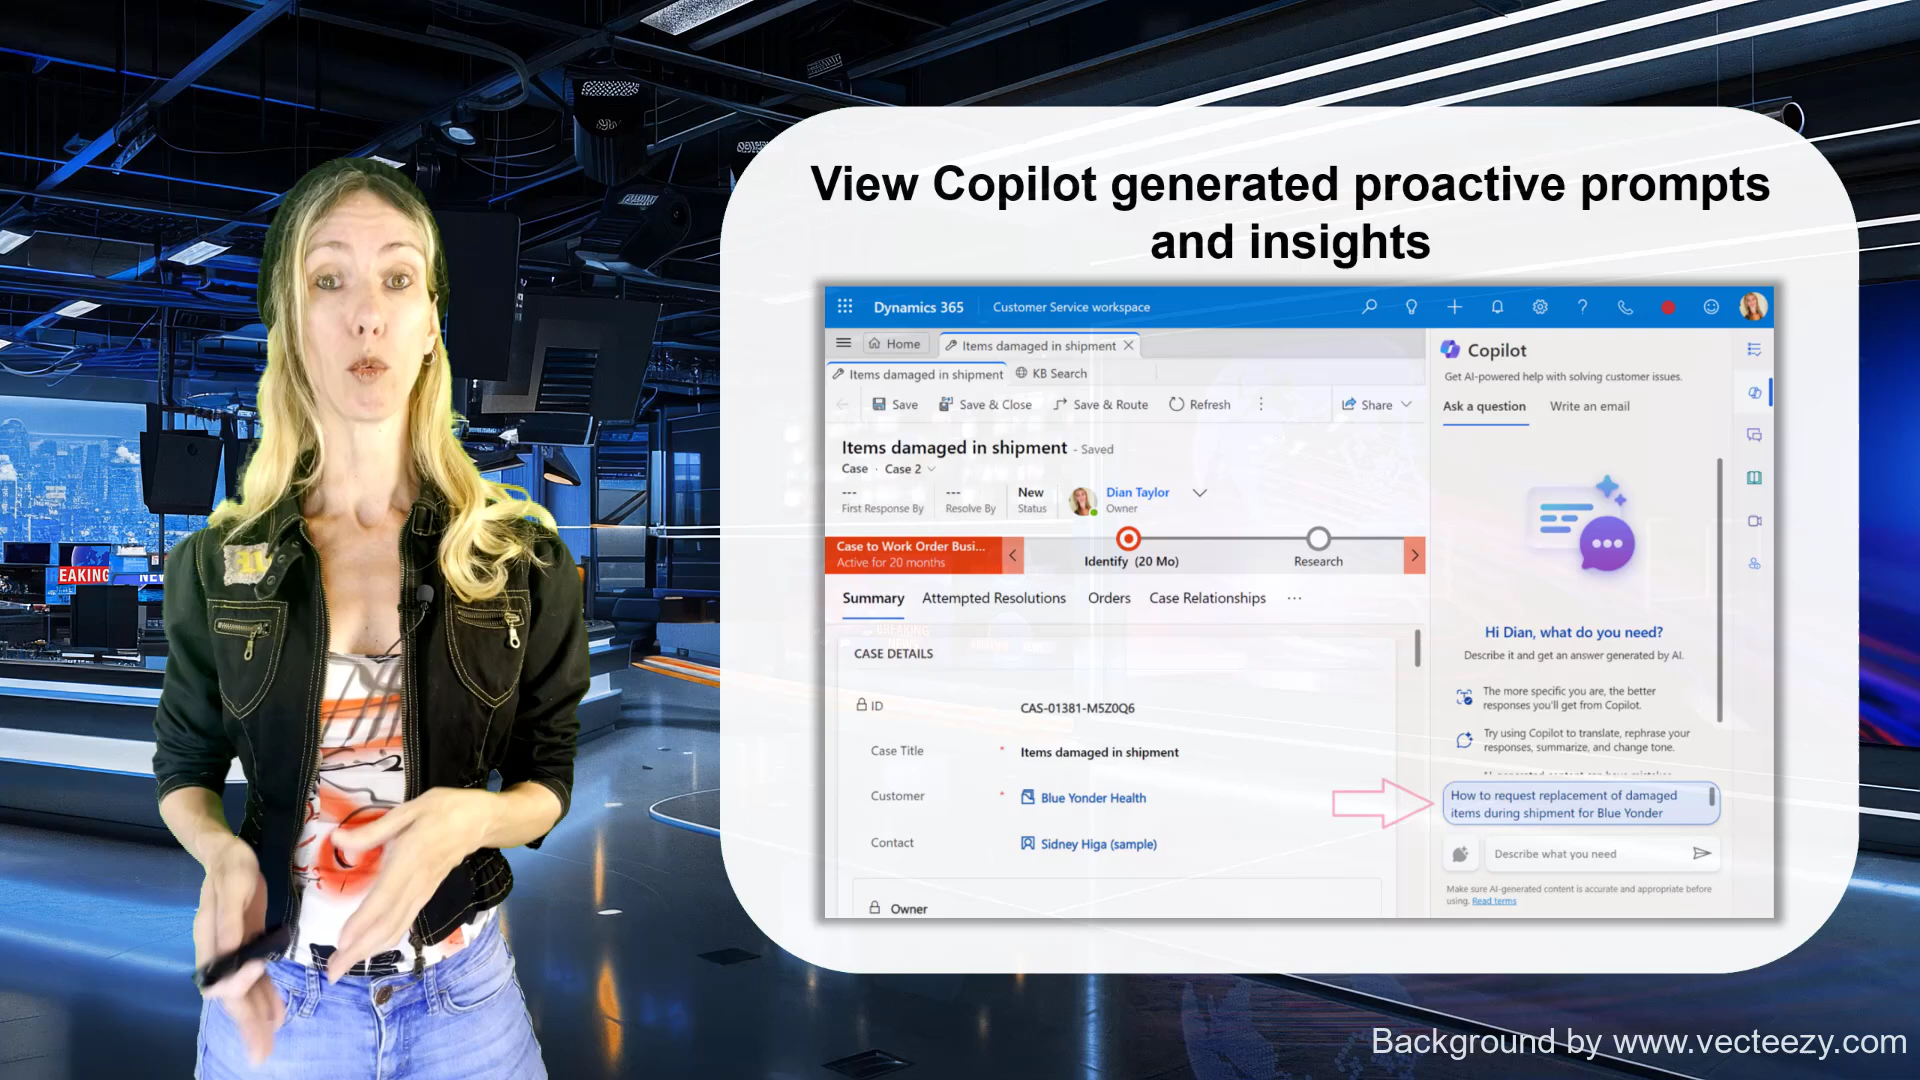 View Copilot generated proactive prompts
and insights
Dynamics 365
Customer Service workspace
Home
Items damaged in shipment
Items damaged in shipment
KB Search
Save
Save & Close
Save & Route
Refresh
Share
Items damaged in shipment - Saved
Case · Case 2
---
First Response By
---
Resolve By
New
Status
Dian Taylor
Owner
Case to Work Order Busi...
Active for 20 months
Identify (20 Mo)
Research
Summary
Attempted Resolutions
Orders
Case Relationships
CASE DETAILS
ID
CAS-01381-M5Z0Q6
Case Title
*
Items damaged in shipment
Customer
*
Blue Yonder Health
Contact
Sidney Higa (sample)
Owner
Copilot
Get AI-powered help with solving customer issues.
Ask a question
Write an email
Hi Dian, what do you need?
Describe it and get an answer generated by AI.
The more specific you are, the better
responses you'll get from Copilot.
Try using Copilot to translate, rephrase your
responses, summarize, and change tone.
How to request replacement of damaged
items during shipment for Blue Yonder
Describe what you need
Make sure AI-generated content is accurate and appropriate before
using. Read terms
EAKING
NEW
Background by www.vecteezy.com